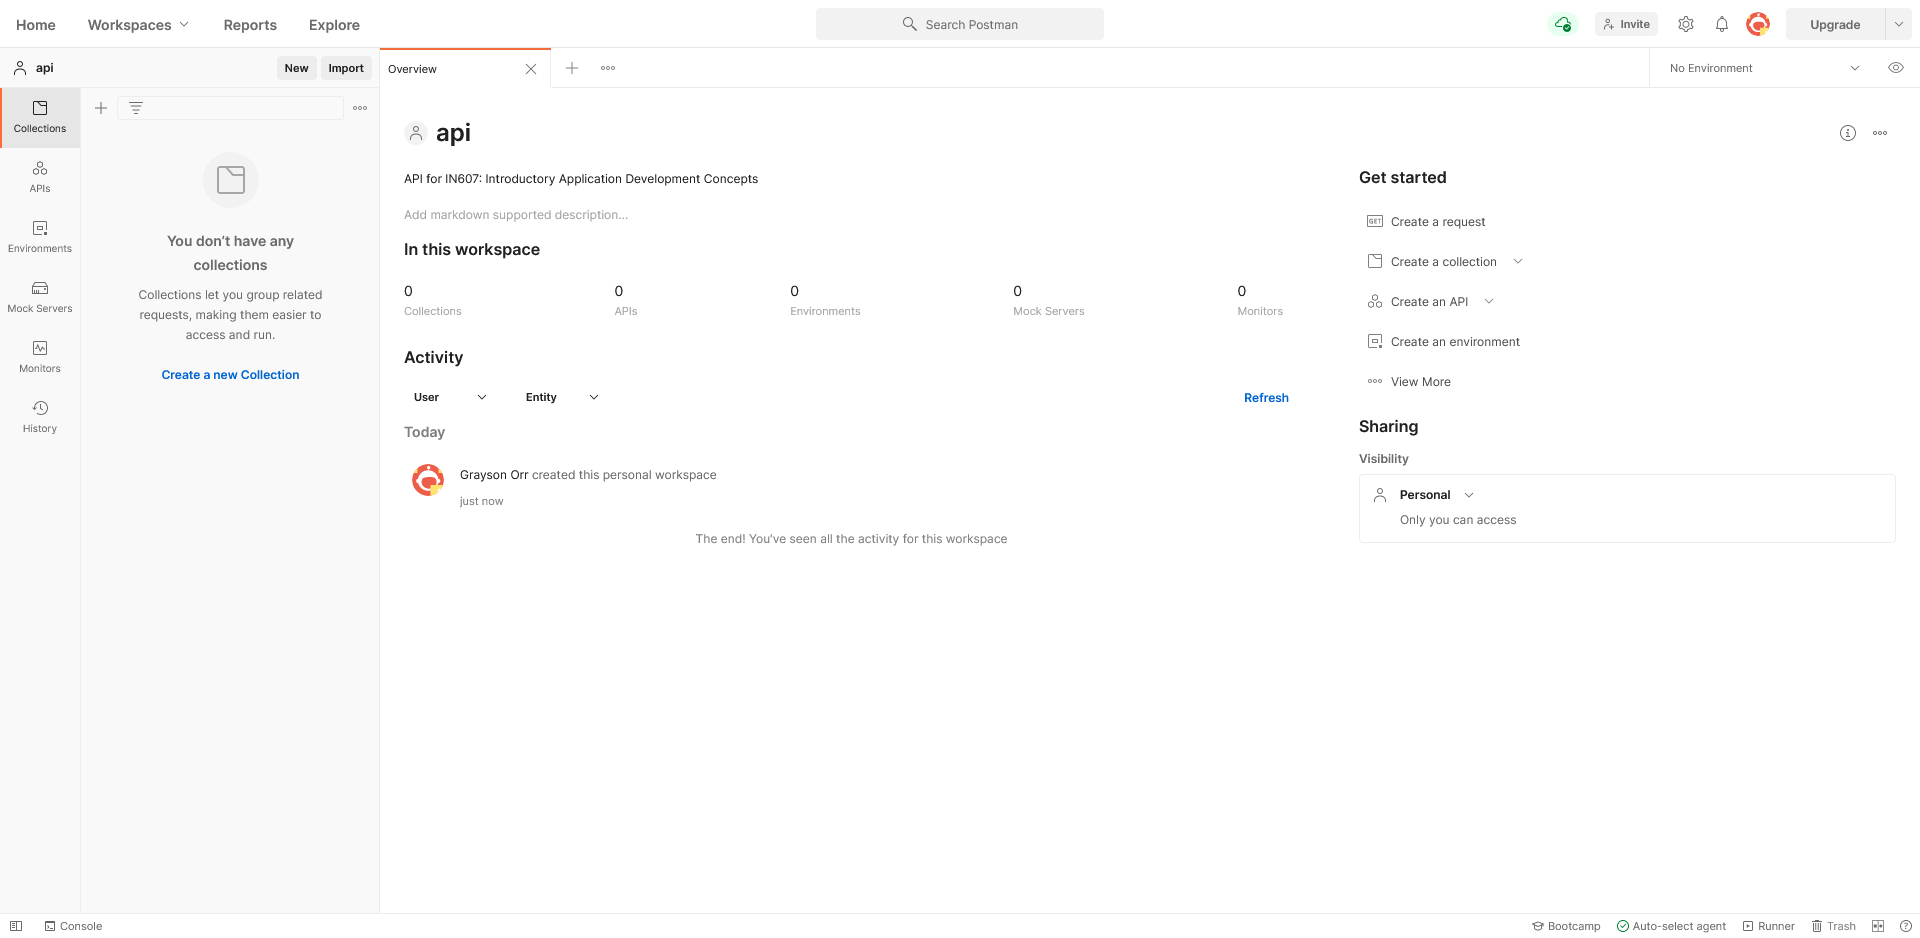 Home Workspaces Reports Explore Search Postman Invite Upgrade
api New Import Overview No Environment
Collections
APIs
Environments
Mock Servers
Monitors
History
You don’t have any
collections
Collections let you group related
requests, making them easier to
access and run.
Create a new Collection
api
API for IN607: Introductory Application Development Concepts
Add markdown supported description...
In this workspace
0 0 0 0 0
Collections APIs Environments Mock Servers Monitors
Activity
User Entity Refresh
Today
Grayson Orr created this personal workspace
just now
The end! You've seen all the activity for this workspace
Get started
GET Create a request
Create a collection
Create an API
Create an environment
View More
Sharing
Visibility
Personal
Only you can access
Console Bootcamp Auto-select agent Runner Trash